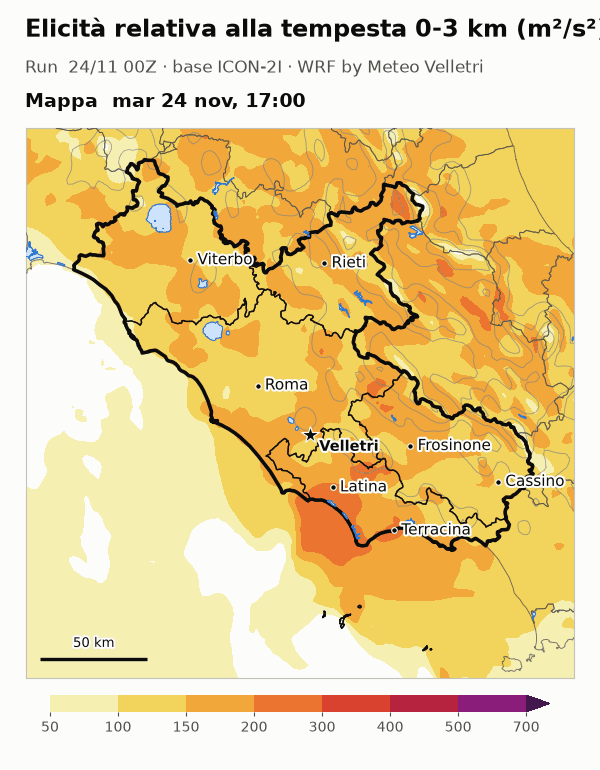 Elicità relativa alla tempesta 0-3 km (m²/s²)
Run  24/11 00Z · base ICON-2I · WRF by Meteo Velletri
Mappa  mar 24 nov, 17:00
Viterbo
Rieti
Roma
Velletri
Frosinone
Latina
Cassino
Terracina
50 km
50 100 150 200 300 400 500 700